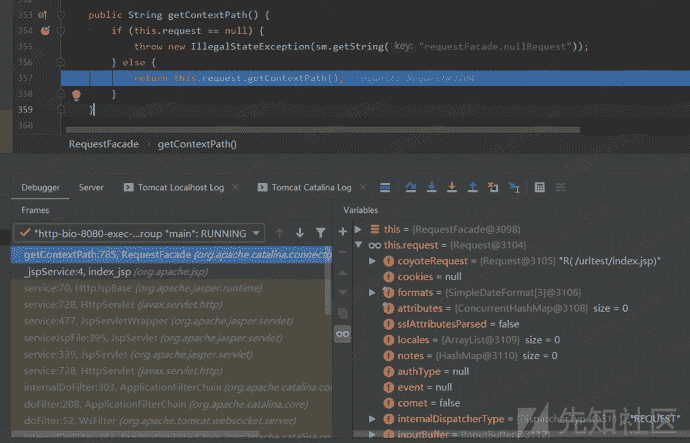 352
353 public String getContextPath() {
354 if (this.request == null) {
355 throw new IllegalStateException(sm.getString( key: "requestFacade.nullRequest"));
356 } else {
357 return this.request.getContextPath(); request: Request@3104
358 }
359 }
360
RequestFacade getContextPath()
Debugger Server Tomcat Localhost Log Tomcat Catalina Log
Frames Variables
"http-bio-8080-exec-...roup "main": RUNNING
getContextPath:785, RequestFacade (org.apache.catalina.connecto
_jspService:4, index_jsp (org.apache.jsp)
service:70, HttpJspBase (org.apache.jasper.runtime)
service:728, HttpServlet (javax.servlet.http)
service:477, JspServletWrapper (org.apache.jasper.servlet)
serviceJspFile:395, JspServlet (org.apache.jasper.servlet)
service:339, JspServlet (org.apache.jasper.servlet)
service:728, HttpServlet (javax.servlet.http)
internalDoFilter:303, ApplicationFilterChain (org.apache.catalina.c
doFilter:208, ApplicationFilterChain (org.apache.catalina.core)
doFilter:52, WsFilter (org.apache.tomcat.websocket.server)
this = {RequestFacade@3098}
this.request = {Request@3104}
coyoteRequest = {Request@3105} "R( /urltest/index.jsp)"
cookies = null
formats = {SimpleDateFormat[3]@3106}
attributes = {ConcurrentHashMap@3108} size = 0
sslAttributesParsed = false
locales = {ArrayList@3109} size = 0
notes = {HashMap@3110} size = 0
authType = null
event = null
comet = false
internalDispatcherType = "REQUEST"
inputBuffer =
先知社区